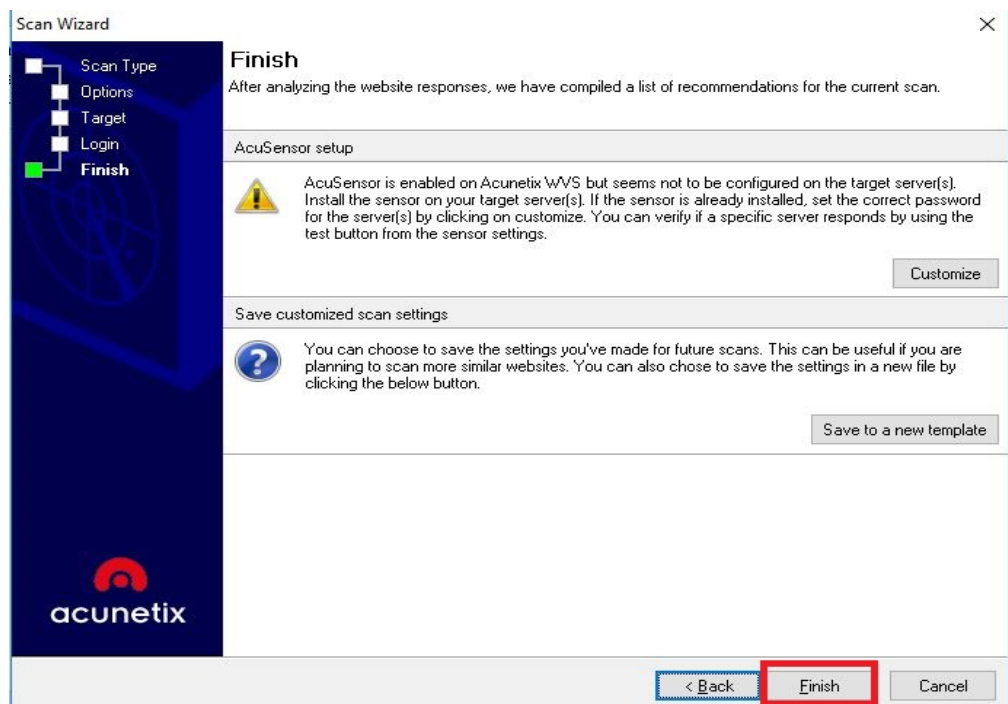 Scan Wizard
Scan Type
Options
Target
Login
Finish
Finish
After analyzing the website responses, we have compiled a list of recommendations for the current scan.
AcuSensor setup
AcuSensor is enabled on Acunetix WVS but seems not to be configured on the target server(s).
Install the sensor on your target server(s). If the sensor is already installed, set the correct password
for the server(s) by clicking on customize. You can verify if a specific server responds by using the
test button from the sensor settings.
Customize
Save customized scan settings
You can choose to save the settings you've made for future scans. This can be useful if you are
planning to scan more similar websites. You can also chose to save the settings in a new file by
clicking the below button.
Save to a new template
acunetix
< Back
Finish
Cancel